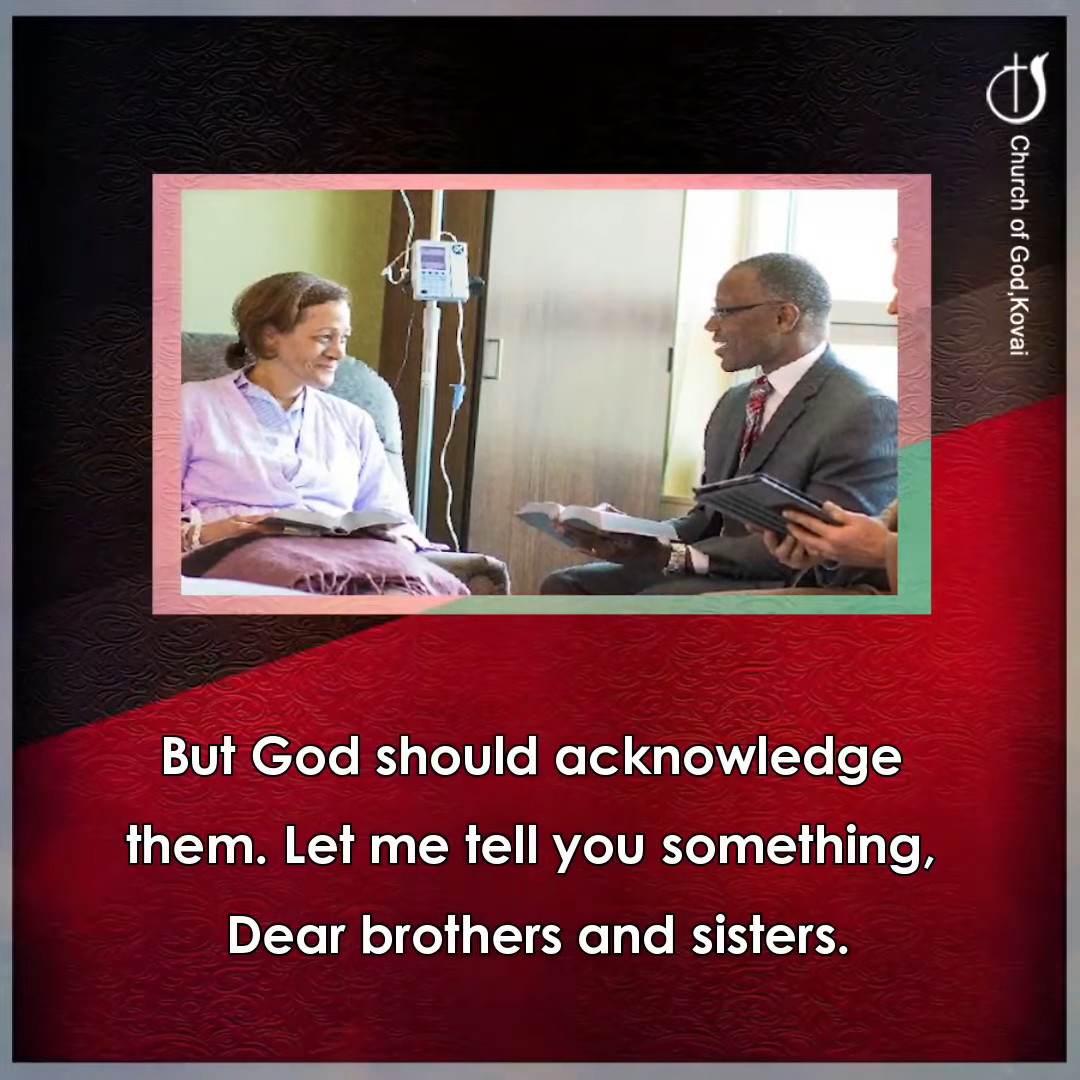 Church of God,Kovai
But God should acknowledge
them. Let me tell you something,
Dear brothers and sisters.